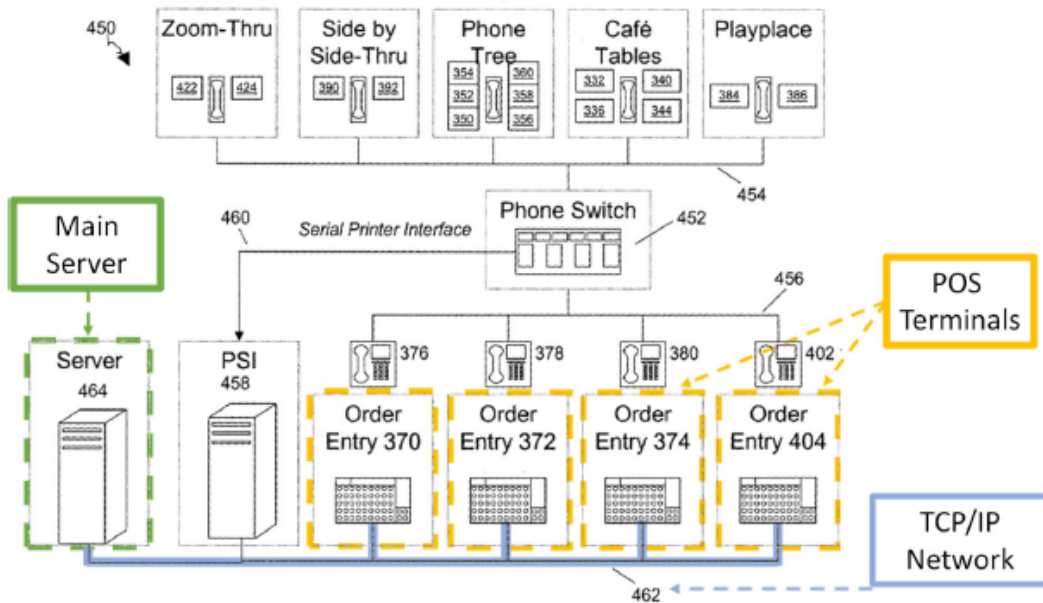 450
Zoom-Thru
422 424
Side by
Side-Thru
390 392
Phone
Tree
354 360
352 358
350 356
Café
Tables
332 340
336 344
Playplace
384 386
454
Phone Switch
452
460
Serial Printer Interface
Main
Server
456
POS
Terminals
Server
464
PSI
458
376
378
380
402
Order
Entry 370
Order
Entry 372
Order
Entry 374
Order
Entry 404
TCP/IP
Network
462